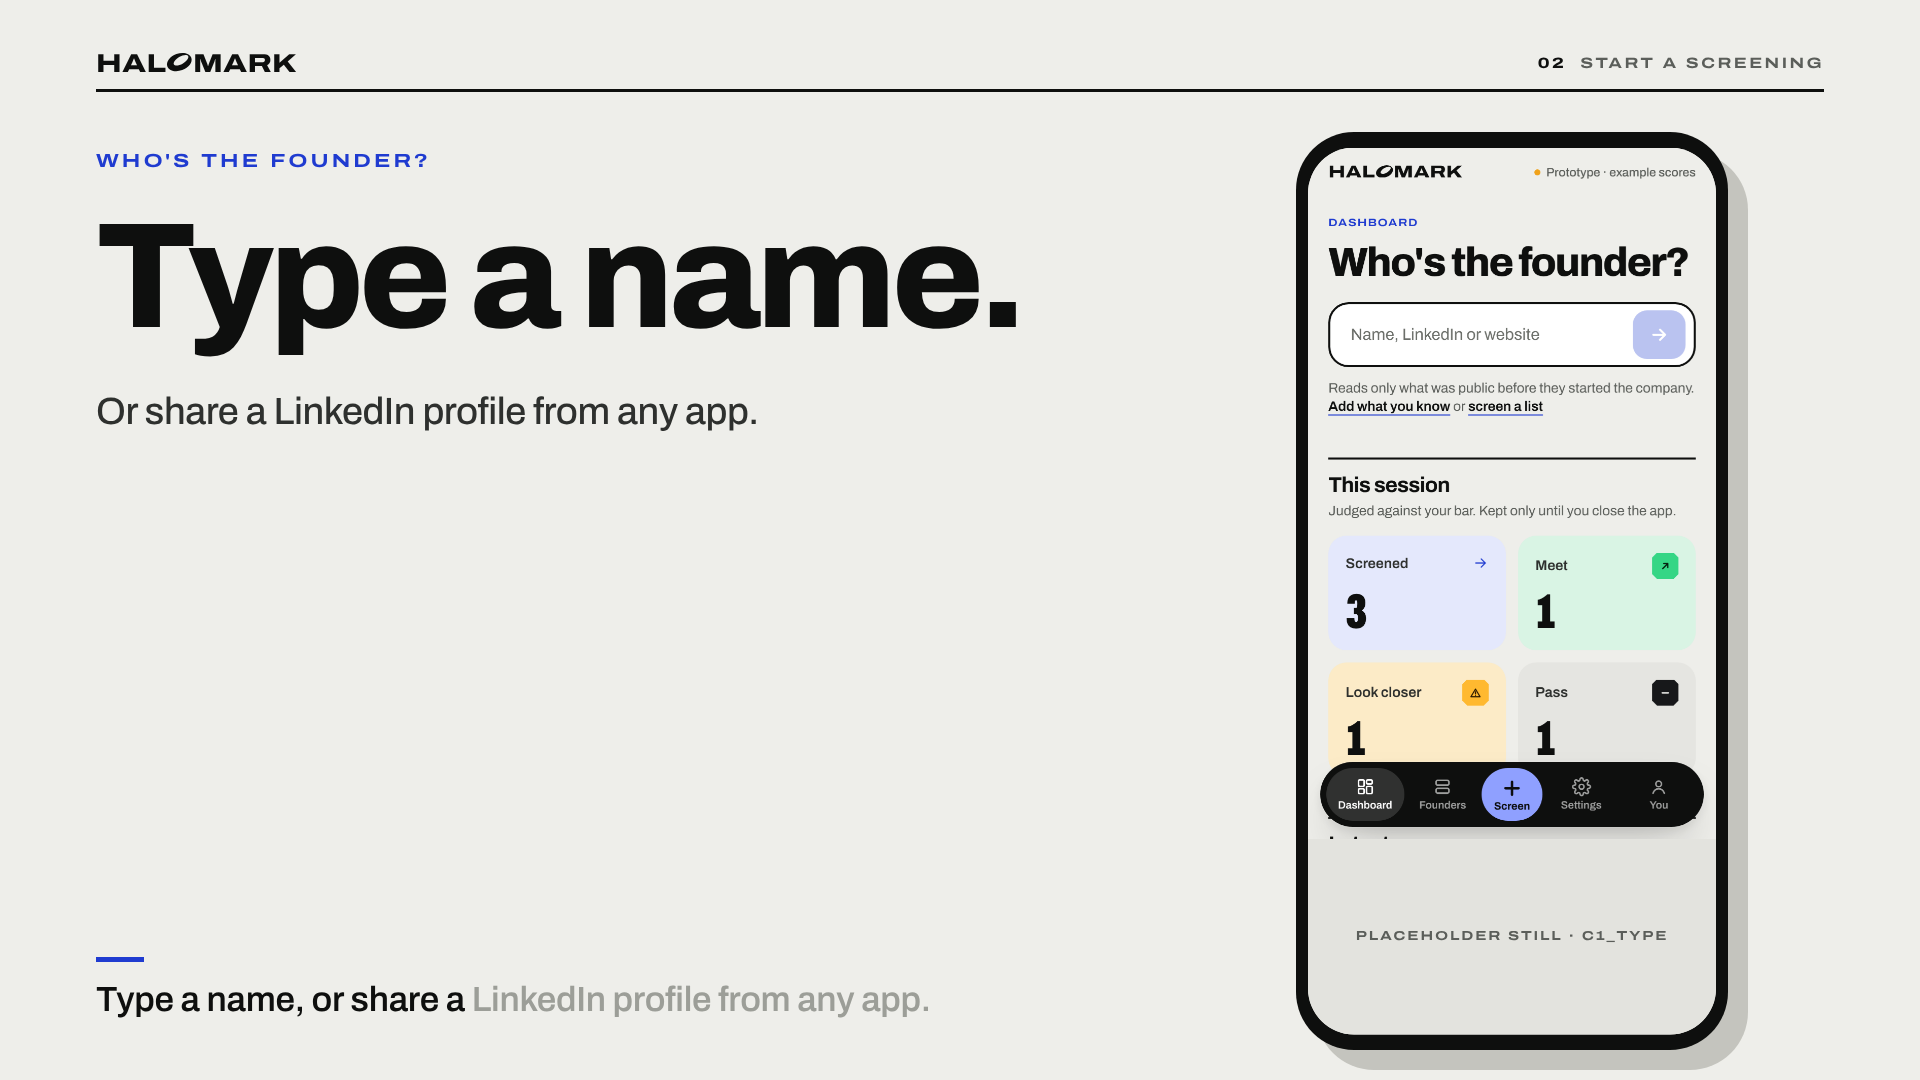 HALOMARK
02 START A SCREENING
WHO'S THE FOUNDER?
Type a name.
Or share a LinkedIn profile from any app.
Type a name, or share a LinkedIn profile from any app.
HALOMARK
Prototype · example scores
DASHBOARD
Who's the founder?
Name, LinkedIn or website
Reads only what was public before they started the company.
Add what you know or screen a list
This session
Judged against your bar. Kept only until you close the app.
Screened
3
Meet
1
Look closer
1
Pass
1
Dashboard
Founders
Screen
Settings
You
PLACEHOLDER STILL · C1_TYPE